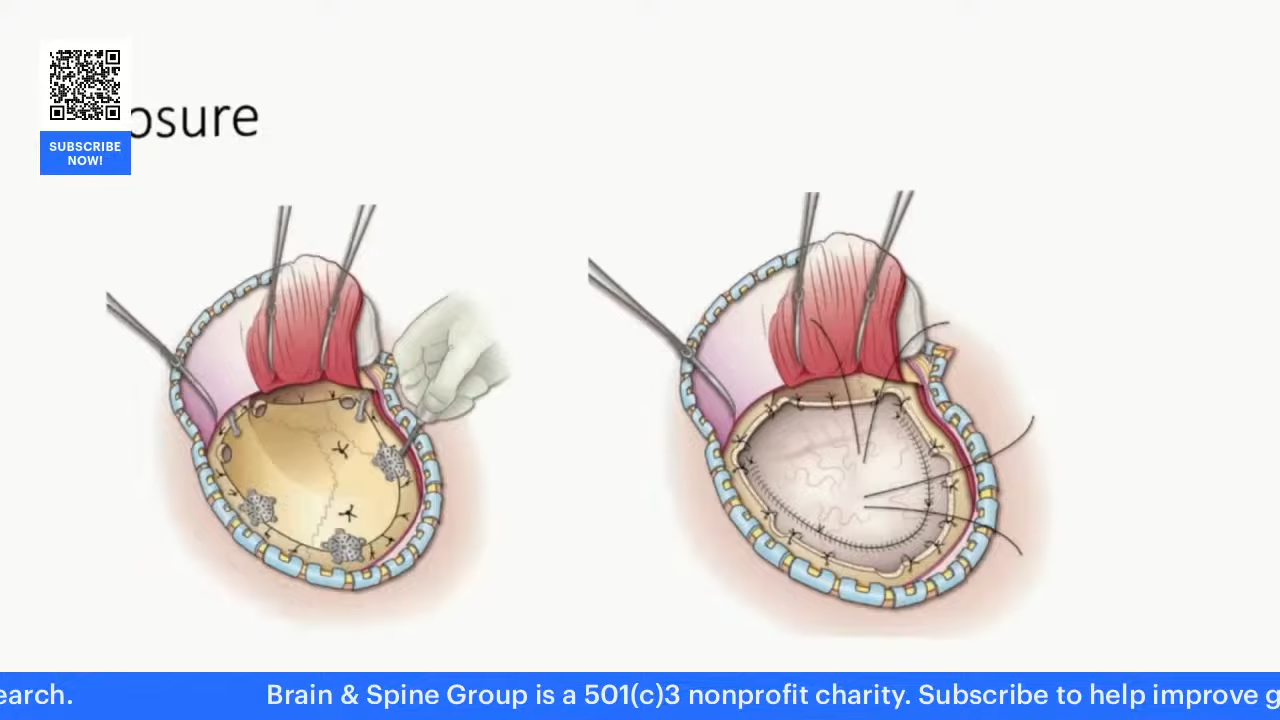 osure
SUBSCRIBE
NOW!
earch. Brain & Spine Group is a 501(c)3 nonprofit charity. Subscribe to help improve g